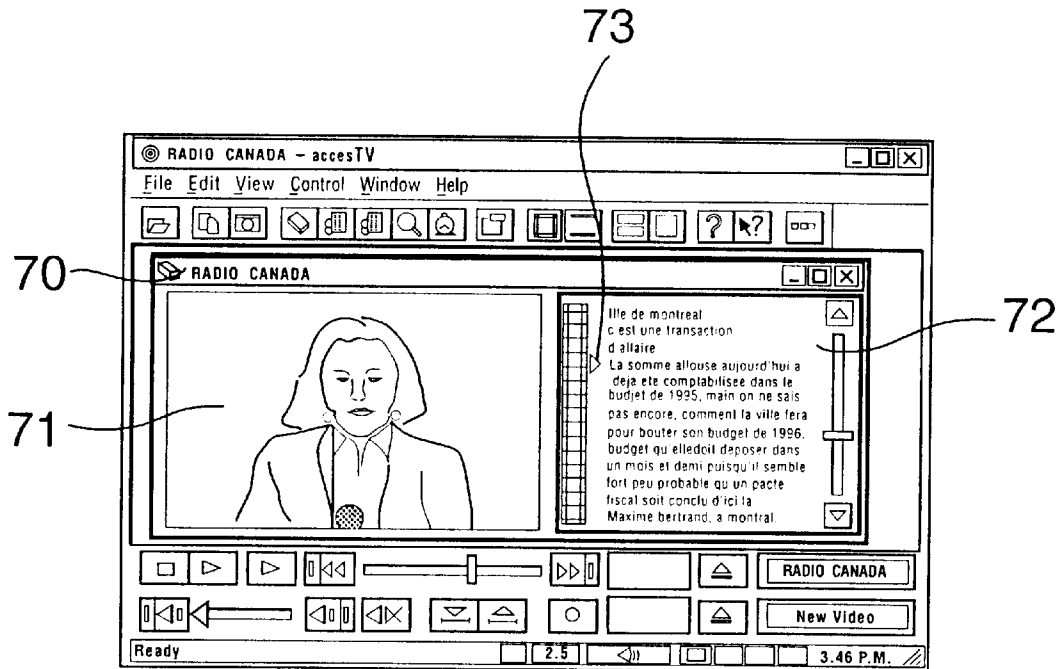 73
RADIO CANADA - accesTV
File Edit View Control Window Help
70
RADIO CANADA
72
71
Ille de montreal
c est une transaction
d allaire
La somme allouse aujourd'hui a
deja ete comptabilisee dans le
budjet de 1995, main on ne sais
pas encore, comment la ville fera
pour bouter son budget de 1996.
budget qu elledoil deposer dans
un mois et demi puisqu'il semble
fort peu probable qu un pacte
fiscal soit conclu d'ici la
Maxime bertrand, a montral.
RADIO CANADA
New Video
Ready 2.5 3.46 P.M.